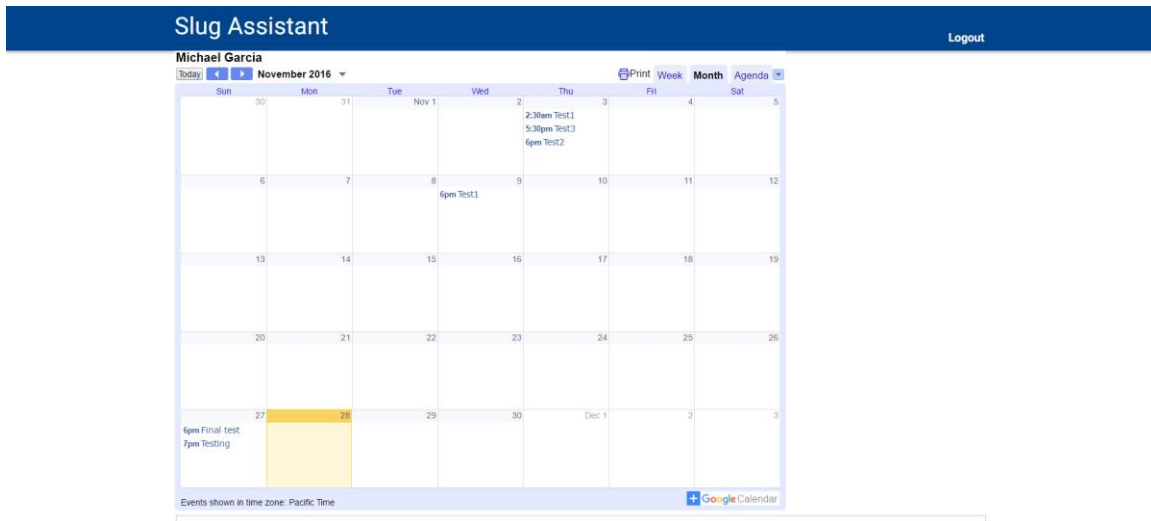 Slug Assistant
Logout
Michael Garcia
Today November 2016 Print Week Month Agenda
Sun Mon Tue Wed Thu Fri Sat
30 31 Nov 1 2 3 4 5
2:30am Test1
5:30pm Test3
6pm Test2
6 7 8 9 10 11 12
6pm Test1
13 14 15 16 17 18 19
20 21 22 23 24 25 26
27 28 29 30 Dec 1 2 3
6pm Final test
7pm Testing
Events shown in time zone: Pacific Time
Google Calendar